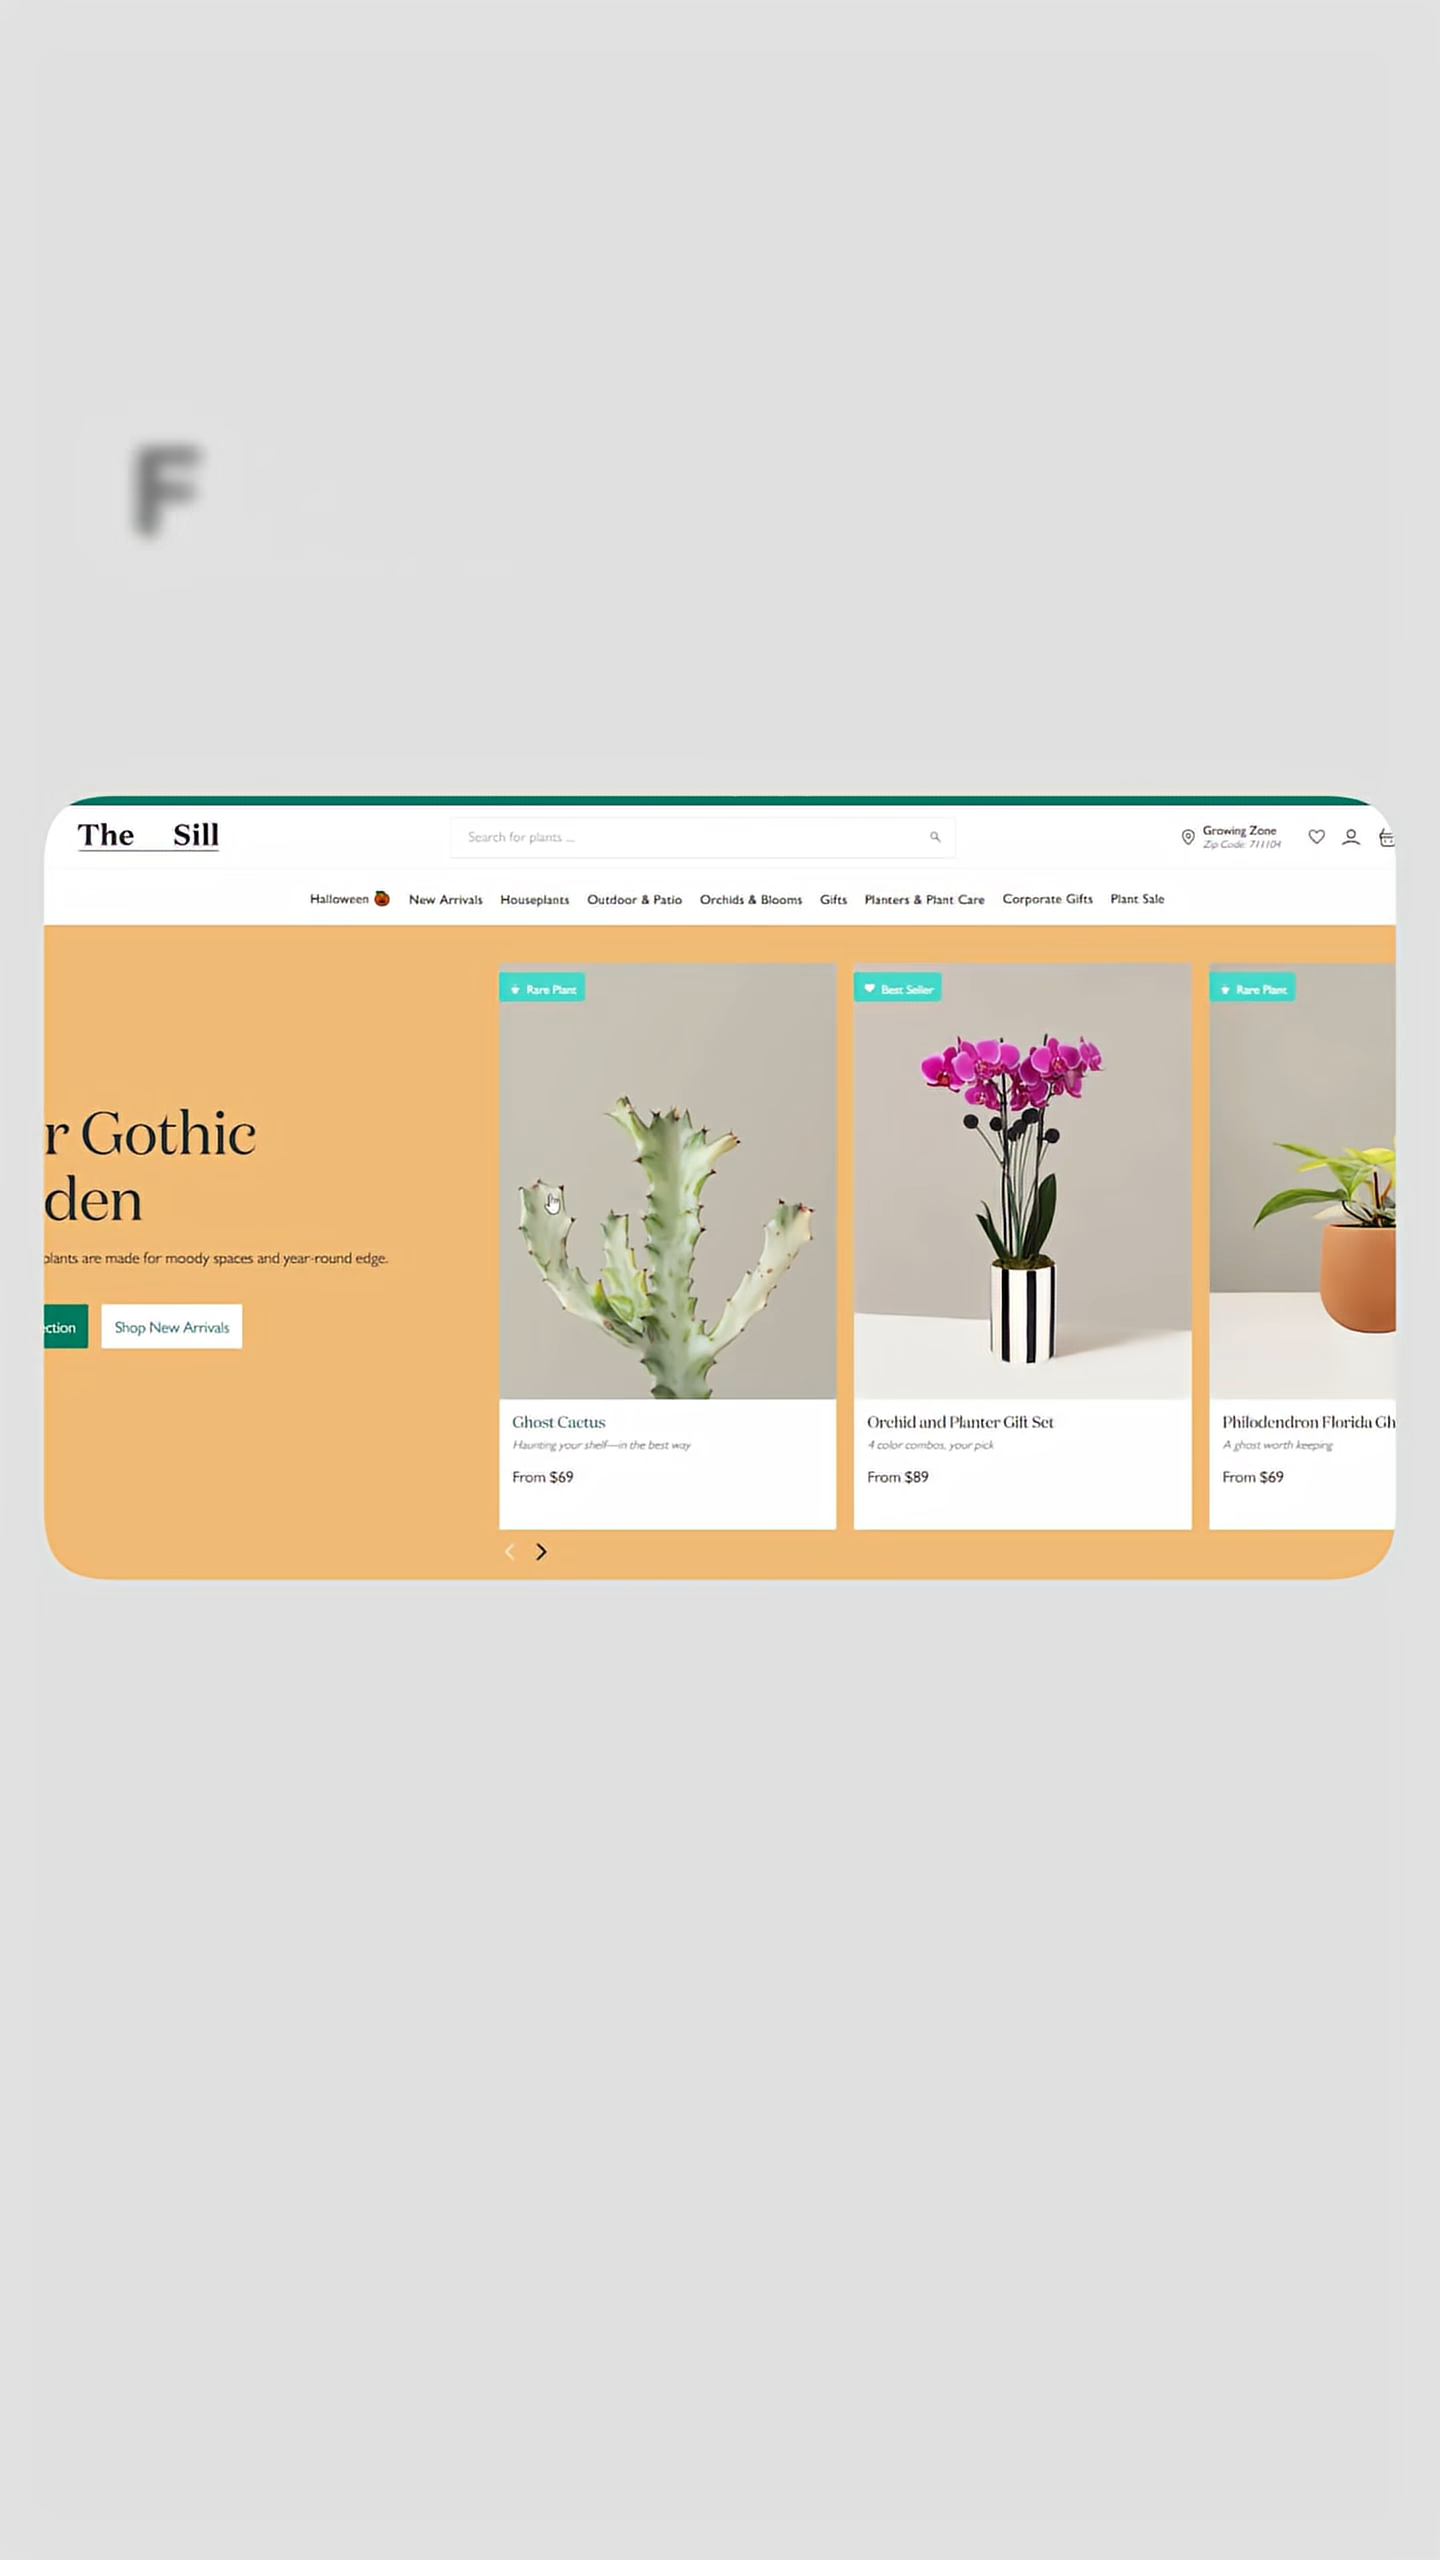 F
The Sill
Search for plants ...
Growing Zone
Zip Code: 711104
Halloween New Arrivals Houseplants Outdoor & Patio Orchids & Blooms Gifts Planters & Plant Care Corporate Gifts Plant Sale
r Gothic
den
plants are made for moody spaces and year-round edge.
ction
Shop New Arrivals
Rare Plant
Ghost Cactus
Haunting your shelf—in the best way
From $69
Best Seller
Orchid and Planter Gift Set
4 color combos, your pick
From $89
Rare Plant
Philodendron Florida Gh
A ghost worth keeping
From $69